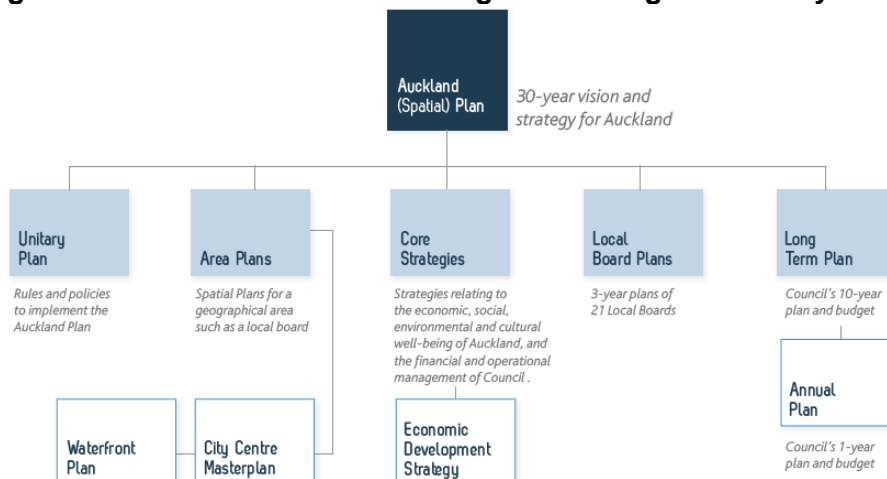 Auckland
(Spatial) Plan
30-year vision and
strategy for Auckland
Unitary
Plan
Rules and policies
to implement the
Auckland Plan
Area Plans
Spatial Plans for a
geographical area
such as a local board
Core
Strategies
Strategies relating to
the economic, social,
environmental and cultural
well-being of Auckland, and
the financial and operational
management of Council .
Local
Board Plans
3-year plans of
21 Local Boards
Long
Term Plan
Council's 10-year
plan and budget
Waterfront
Plan
City Centre
Masterplan
Economic
Development
Strategy
Annual
Plan
Council's 1-year
plan and budget